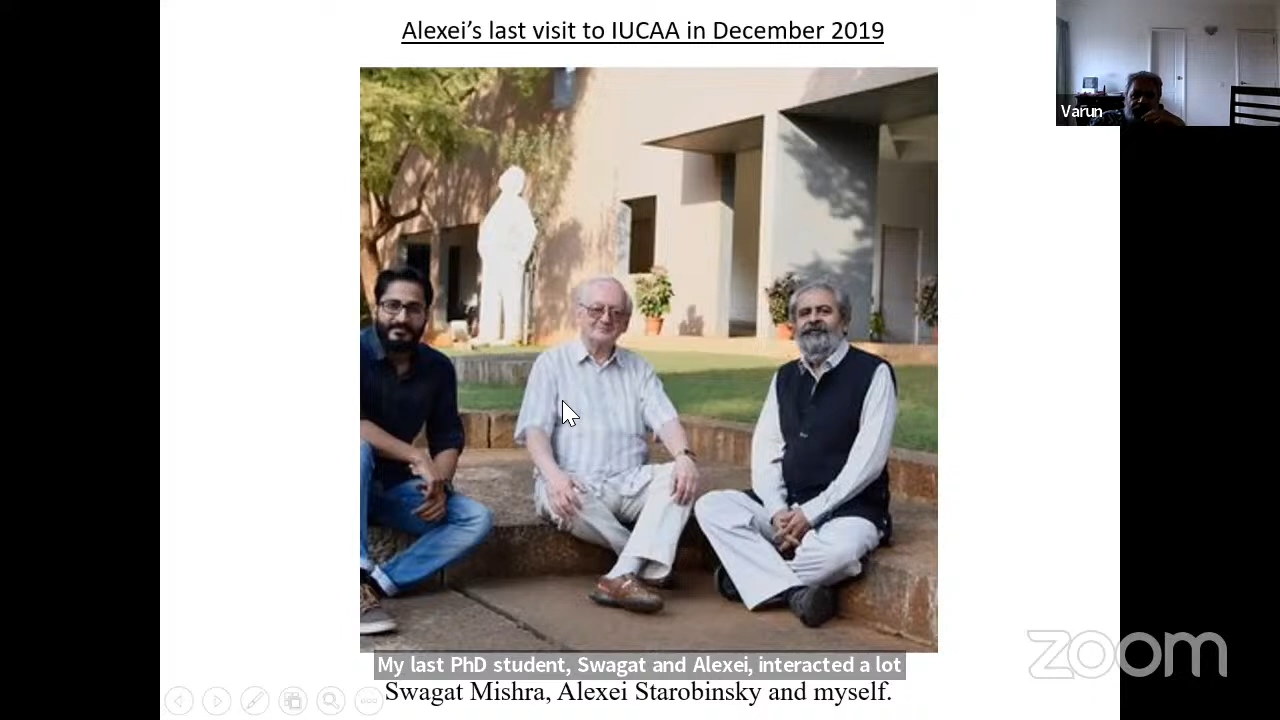 Alexei’s last visit to IUCAA in December 2019
Varun
My last PhD student, Swagat and Alexei, interacted a lot
Swagat Mishra, Alexei Starobinsky and myself.
zoom